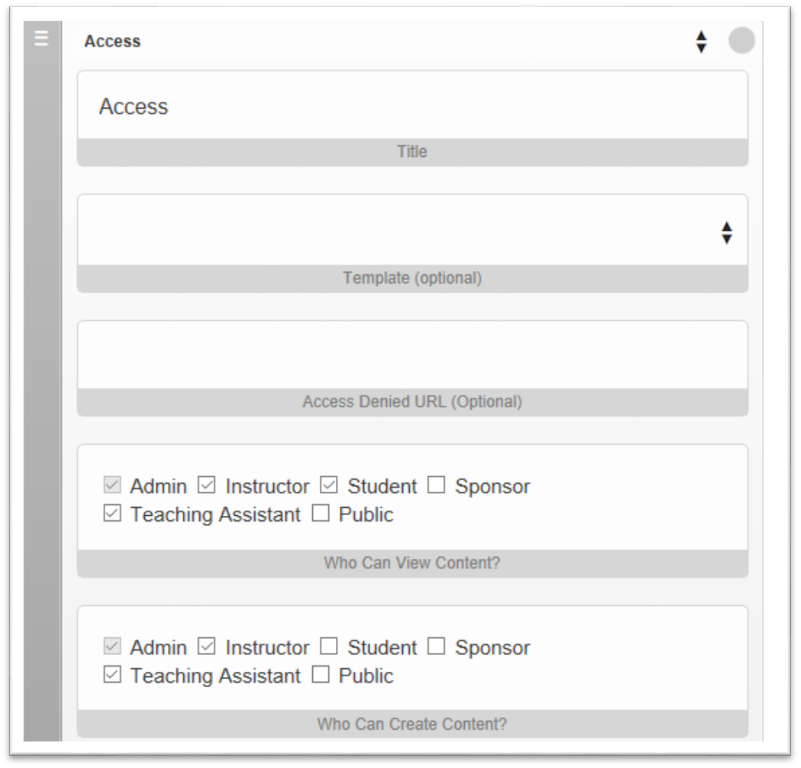 Access
Access
Title
Template (optional)
Access Denied URL (Optional)
Admin Instructor Student Sponsor
Teaching Assistant Public
Who Can View Content?
Admin Instructor Student Sponsor
Teaching Assistant Public
Who Can Create Content?